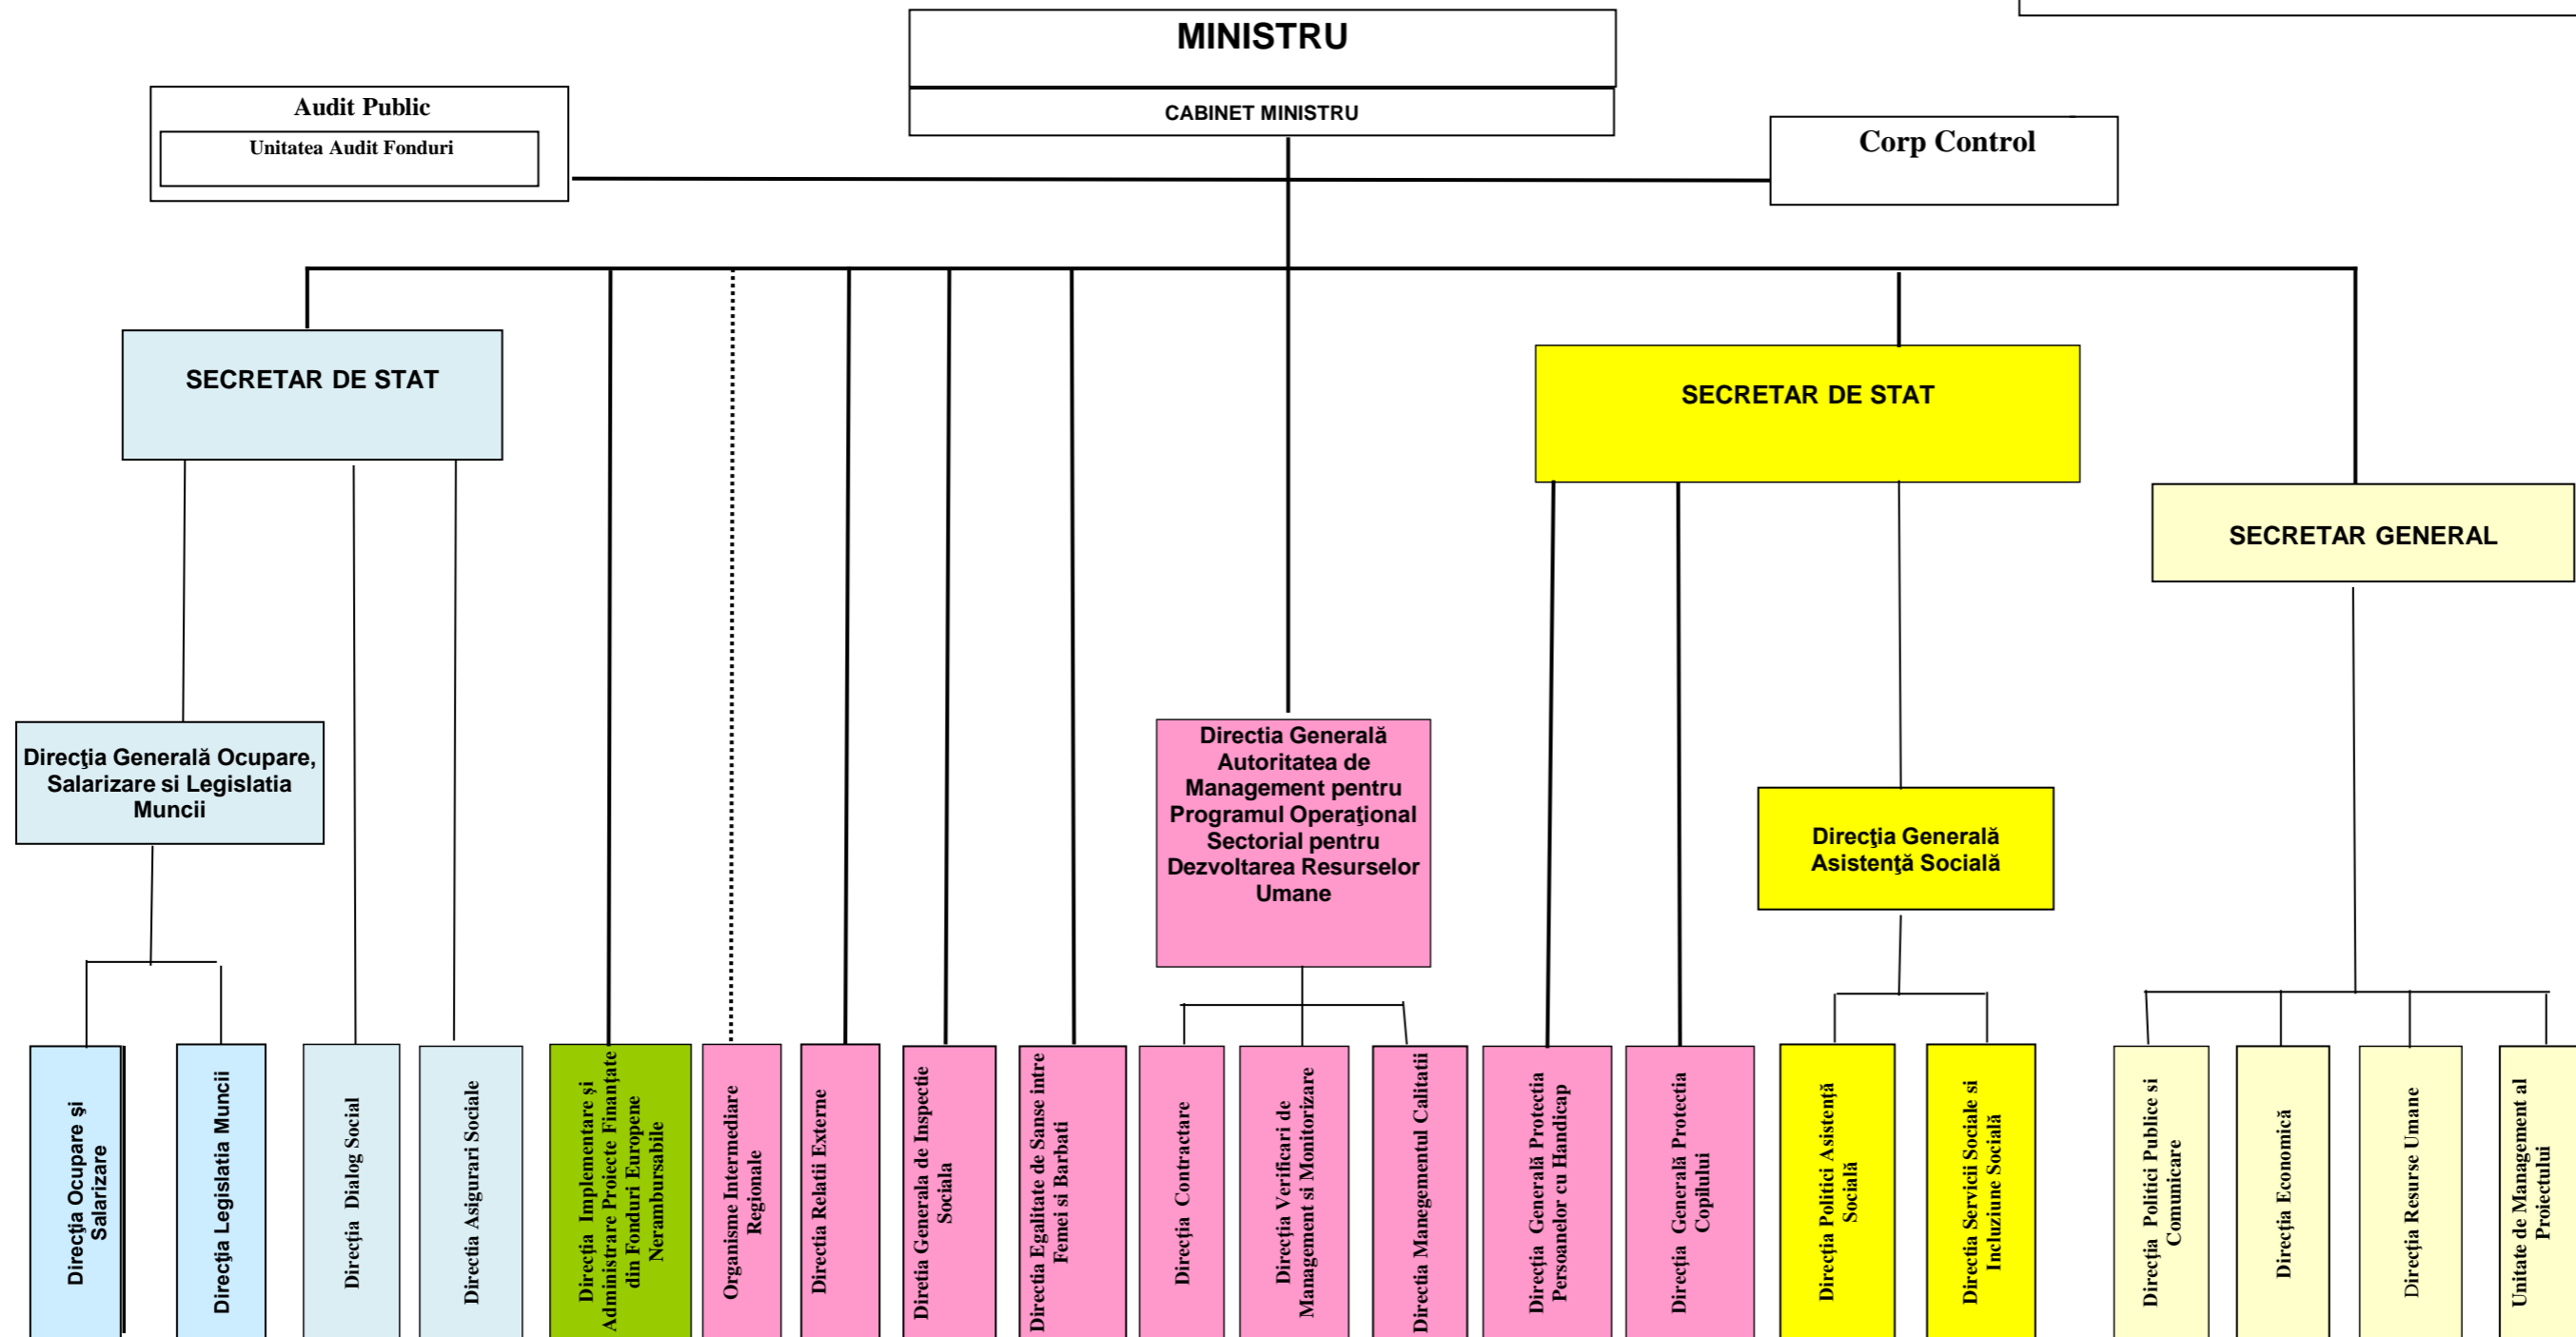 MINISTRU
CABINET MINISTRU
Audit Public
Unitatea Audit Fonduri
Corp Control
SECRETAR DE STAT
SECRETAR DE STAT
SECRETAR GENERAL
Direcţia Generală Ocupare,
Salarizare si Legislatia
Muncii
Directia Generală
Autoritatea de
Management pentru
Programul Operaţional
Sectorial pentru
Dezvoltarea Resurselor
Umane
Direcţia Generală
Asistenţă Socială
Direcţia Ocupare şi
Salarizare
Direcţia Legislatia Muncii
Direcţia Dialog Social
Directia Asigurari Sociale
Direcţia Implementare şi
Administrare Proiecte Finanţate
din Fonduri Europene
Nerambursabile
Organisme Intermediare
Regionale
Directia Relatii Externe
Diretia Generala de Inspectie
Sociala
Directia Egalitate de Sanse intre
Femei si Barbati
Direcţia Contractare
Direcţia Verificari de
Management si Monitorizare
Directia Manegementul Calitatii
Direcţia Generală Protectia
Persoanelor cu Handicap
Direcţia Generală Protectia
Copilului
Direcţia Politici Asistenţă
Socială
Directia Servicii Sociale si
Incluziune Socială
Direcţia Politici Publice si
Comunicare
Direcţia Economică
Direcţia Resurse Umane
Unitate de Management al
Proiectului